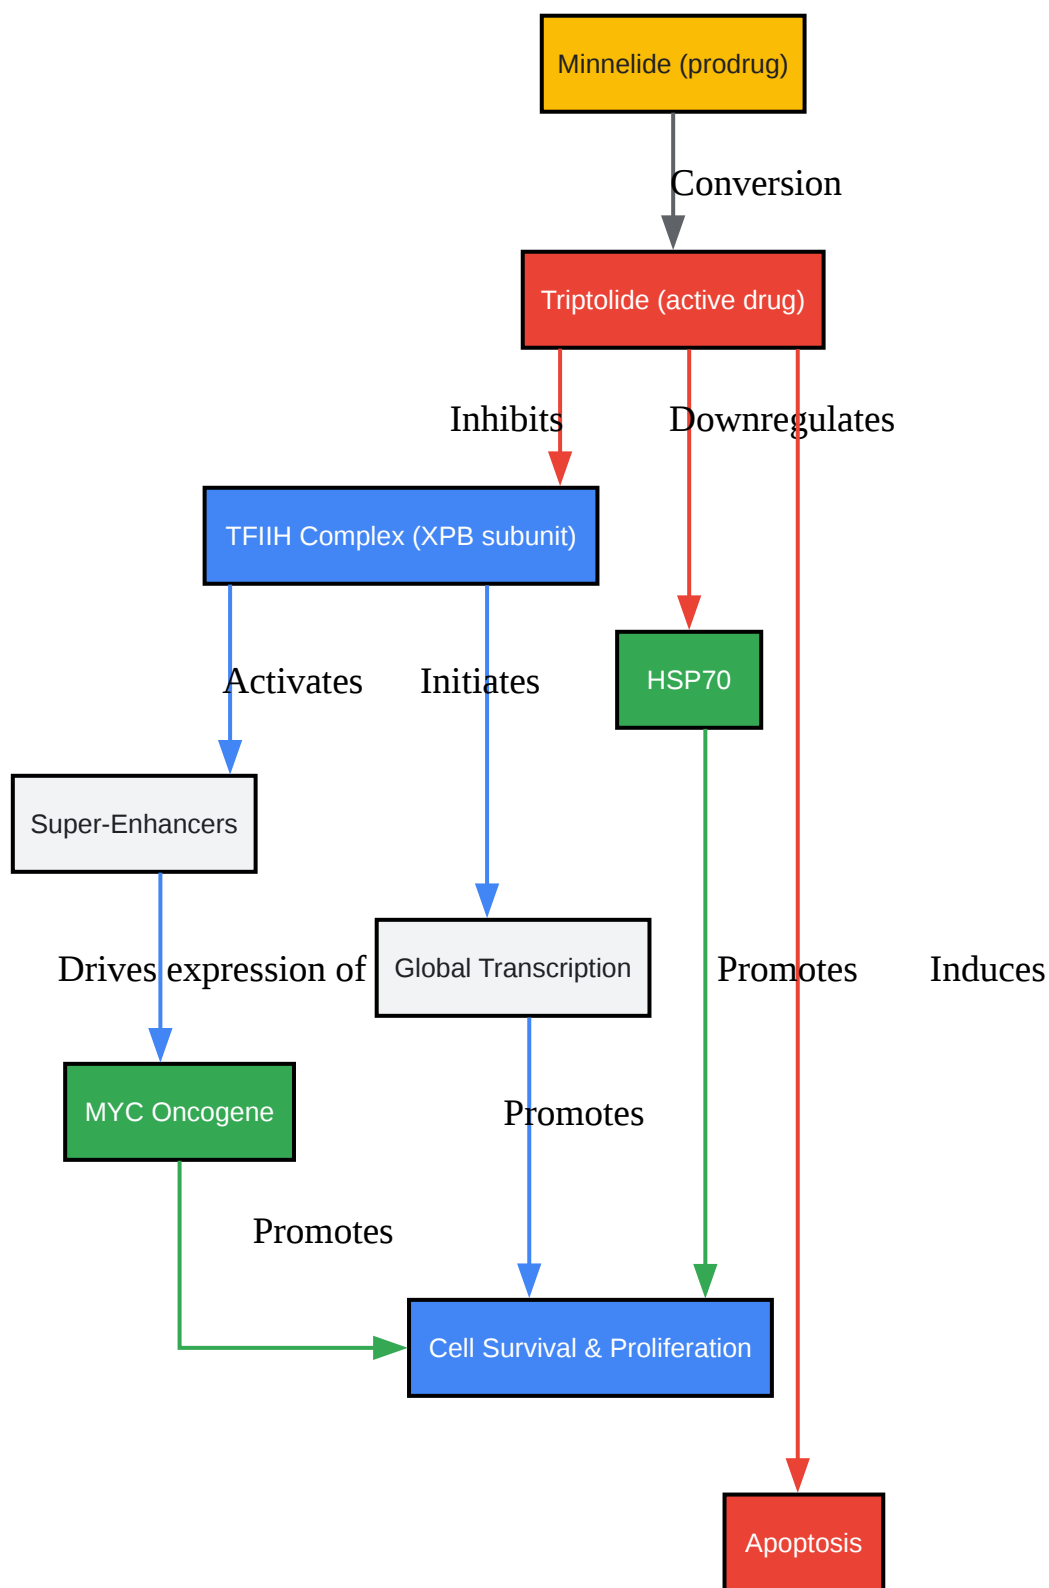 Minnelide (prodrug)
Conversion
Triptolide (active drug)
Inhibits
Downregulates
TFIIH Complex (XPB subunit)
Activates
Initiates
HSP70
Super-Enhancers
Drives expression of
Global Transcription
Promotes
Induces
MYC Oncogene
Promotes
Promotes
Cell Survival & Proliferation
Apoptosis